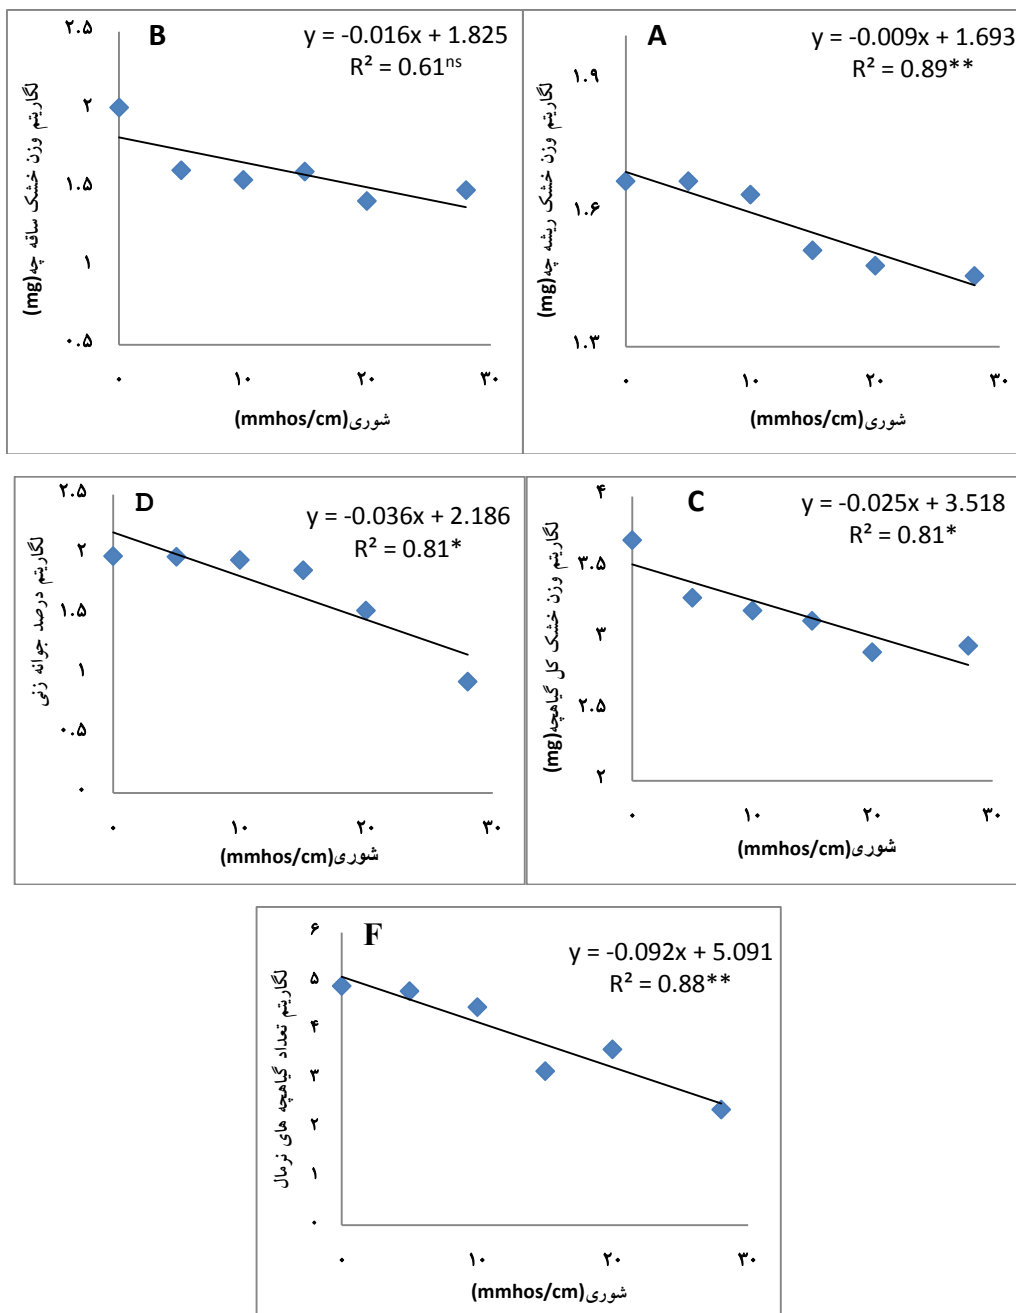 A
y = -0.009x + 1.693
R² = 0.89**
لگاریتم وزن خشک ریشه چه(mg)
۱.۹
۱.۶
۱.۳
۰ ۱۰ ۲۰ ۳۰
شوری(mmhos/cm)
B
y = -0.016x + 1.825
R² = 0.61ⁿˢ
لگاریتم وزن خشک ساقه چه(mg)
۲.۵
۲
۱.۵
۱
۰.۵
۰ ۱۰ ۲۰ ۳۰
شوری(mmhos/cm)
C
y = -0.025x + 3.518
R² = 0.81*
لگاریتم وزن خشک کل گیاهچه(mg)
۴
۳.۵
۳
۲.۵
۲
۰ ۱۰ ۲۰ ۳۰
شوری(mmhos/cm)
D
y = -0.036x + 2.186
R² = 0.81*
لگاریتم درصد جوانه زنی
۲.۵
۲
۱.۵
۱
۰.۵
۰
۰ ۱۰ ۲۰ ۳۰
شوری(mmhos/cm)
F
y = -0.092x + 5.091
R² = 0.88**
لگاریتم تعداد گیاهچه های نرمال
۶
۵
۴
۳
۲
۱
۰
۰ ۱۰ ۲۰ ۳۰
شوری(mmhos/cm)